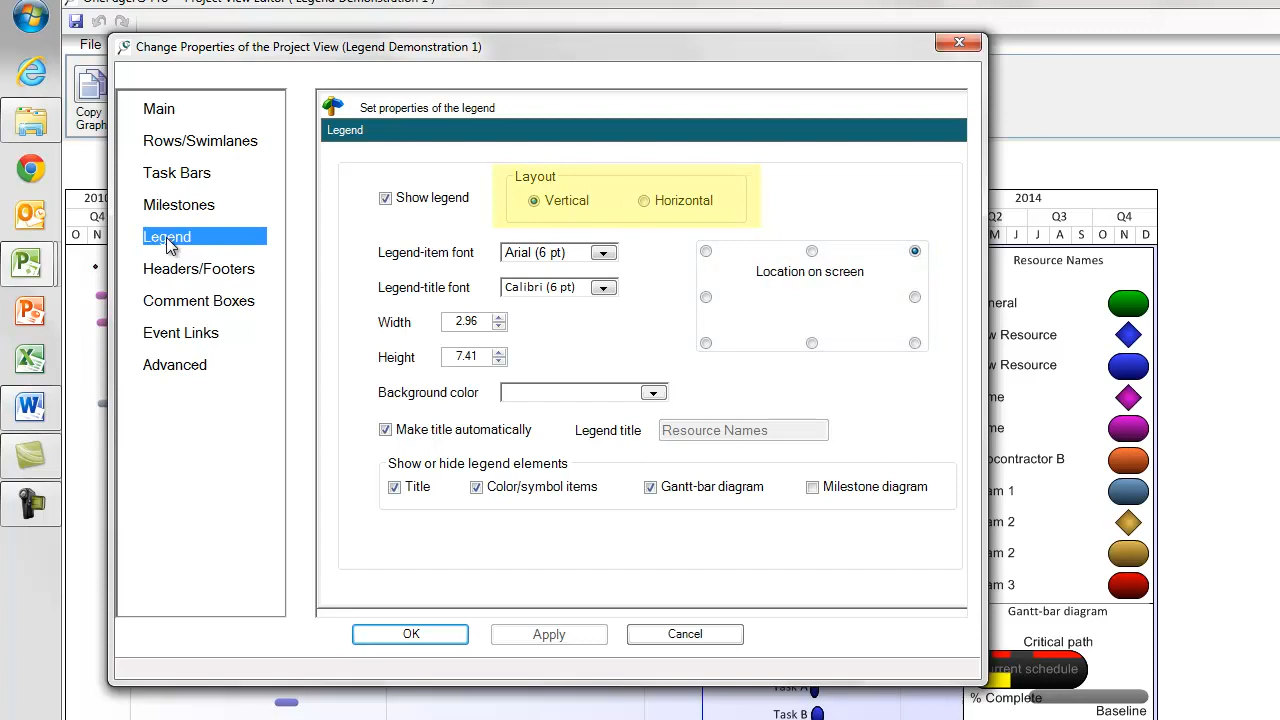 File
Copy
Graph
2010
Q4
O N
Change Properties of the Project View (Legend Demonstration 1)
Main
Rows/Swimlanes
Task Bars
Milestones
Legend
Headers/Footers
Comment Boxes
Event Links
Advanced
Set properties of the legend
Legend
Show legend
Layout
Vertical
Horizontal
Legend-item font
Arial (6 pt)
Legend-title font
Calibri (6 pt)
Location on screen
Width
2.96
Height
7.41
Background color
Make title automatically
Legend title
Resource Names
Show or hide legend elements
Title
Color/symbol items
Gantt-bar diagram
Milestone diagram
OK
Apply
Cancel
2014
Q2 Q3 Q4
M J J A S O N D
Resource Names
neral
w Resource
w Resource
me
me
bcontractor B
am 1
am 2
am 2
am 3
Gantt-bar diagram
Critical path
rrent schedule
% Complete
Baseline
Task A
Task B